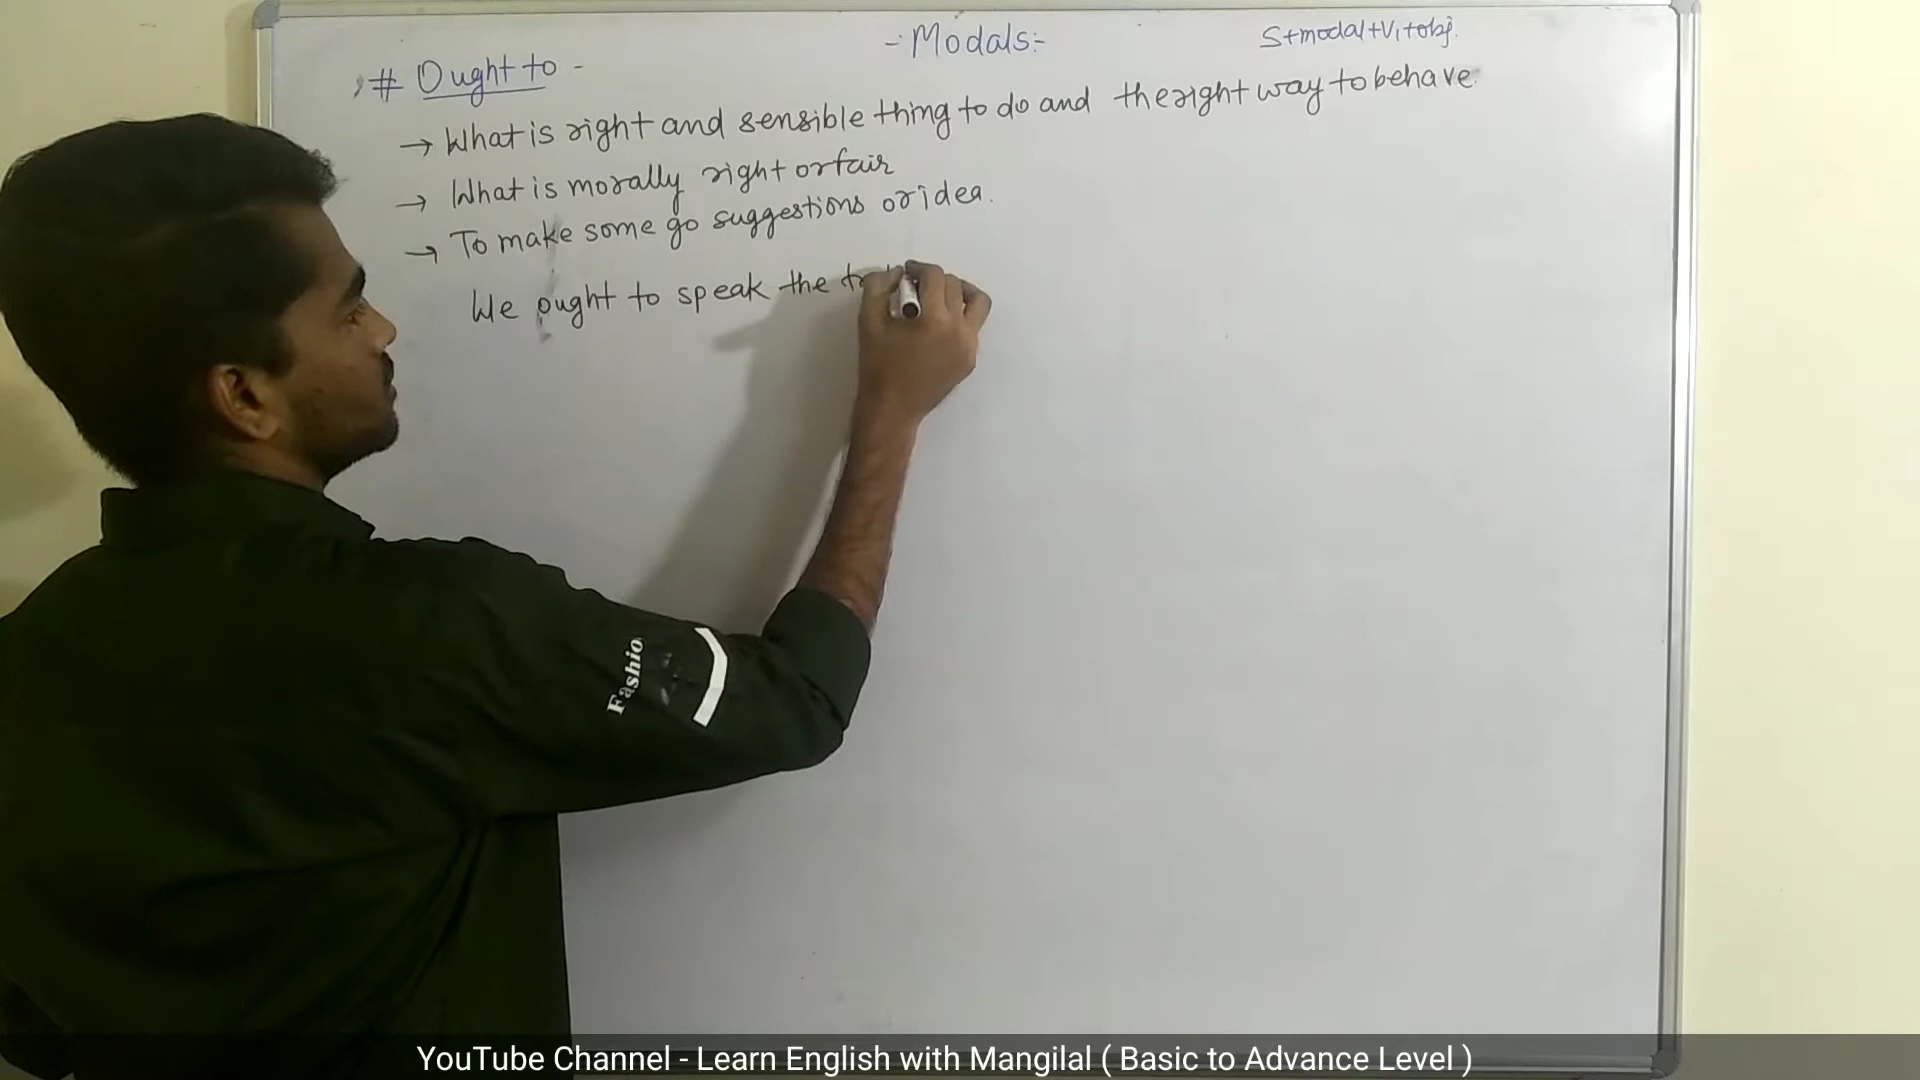 -: Modals:-
S+modal+V₁+obj.
# Ought to -
→ What is right and sensible thing to do and the right way to behave.
→ What is morally right or fair
→ To make some go suggestions or idea.
We ought to speak the
Fashio
YouTube Channel - Learn English with Mangilal ( Basic to Advance Level )